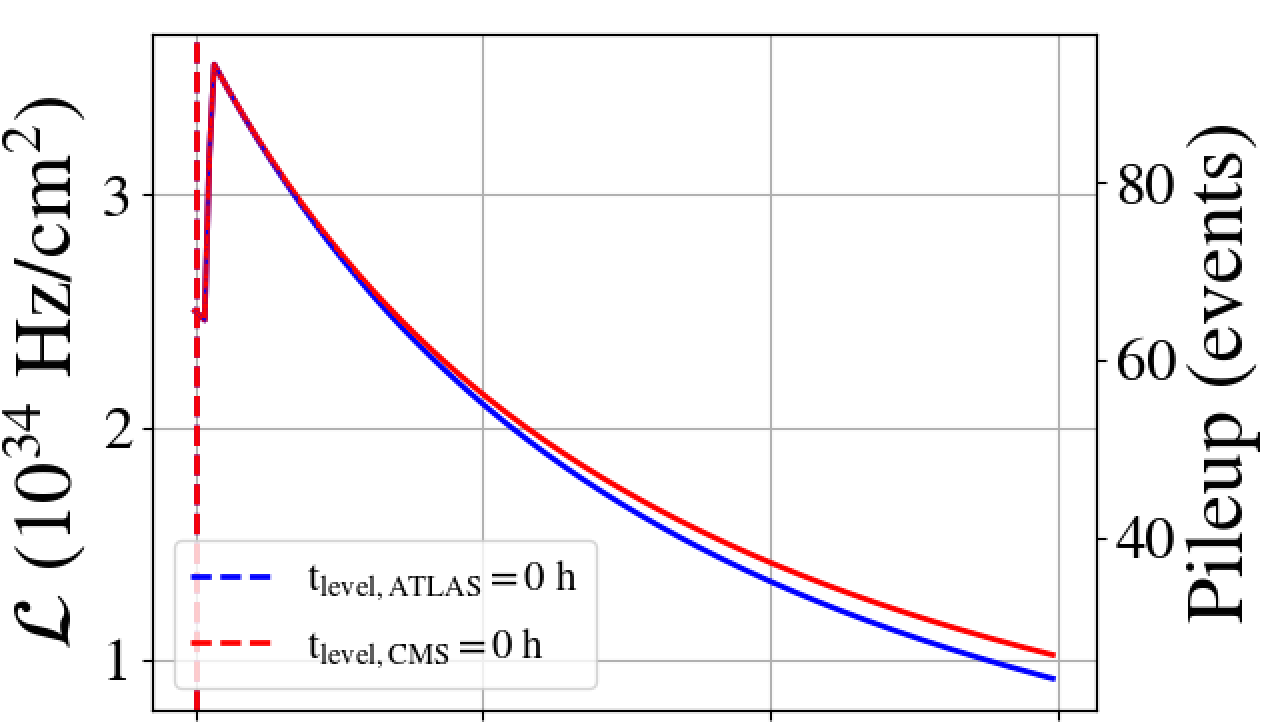 ℒ (10³⁴ Hz/cm²)
3
2
1
80
60
40
Pileup (events)
t_level, ATLAS = 0 h
t_level, CMS = 0 h